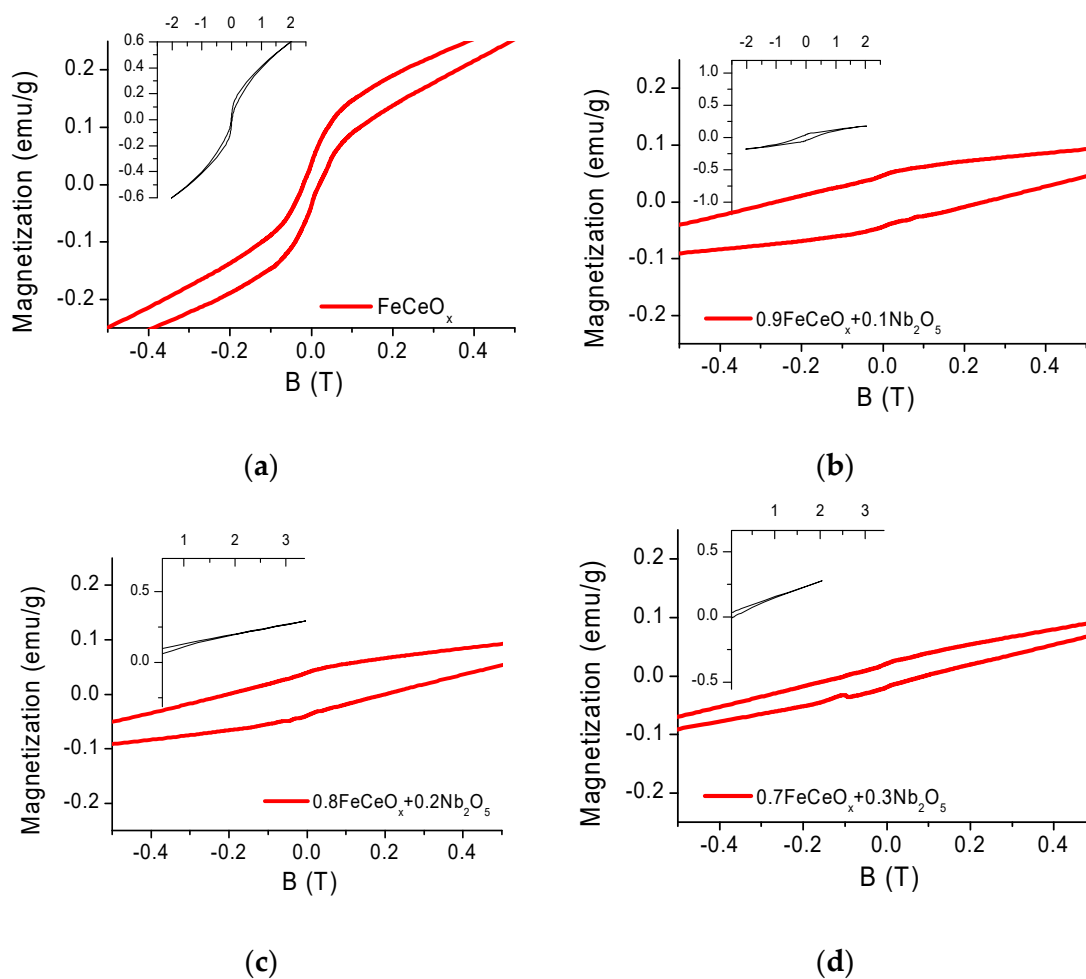 -2 -1 0 1 2
0.6
0.4
0.2
0.0
-0.2
-0.4
-0.6
0.2
0.1
0.0
-0.1
-0.2
Magnetization (emu/g)
FeCeOₓ
-0.4 -0.2 0.0 0.2 0.4
B (T)
(a)
-2 -1 0 1 2
1.0
0.5
0.0
-0.5
-1.0
0.2
0.1
0.0
-0.1
-0.2
Magnetization (emu/g)
0.9FeCeOₓ+0.1Nb₂O₅
-0.4 -0.2 0.0 0.2 0.4
B (T)
(b)
1 2 3
0.5
0.0
0.2
0.1
0.0
-0.1
-0.2
Magnetization (emu/g)
0.8FeCeOₓ+0.2Nb₂O₅
-0.4 -0.2 0.0 0.2 0.4
B (T)
(c)
1 2 3
0.5
0.0
-0.5
0.2
0.1
0.0
-0.1
-0.2
Magnetization (emu/g)
0.7FeCeOₓ+0.3Nb₂O₅
-0.4 -0.2 0.0 0.2 0.4
B (T)
(d)